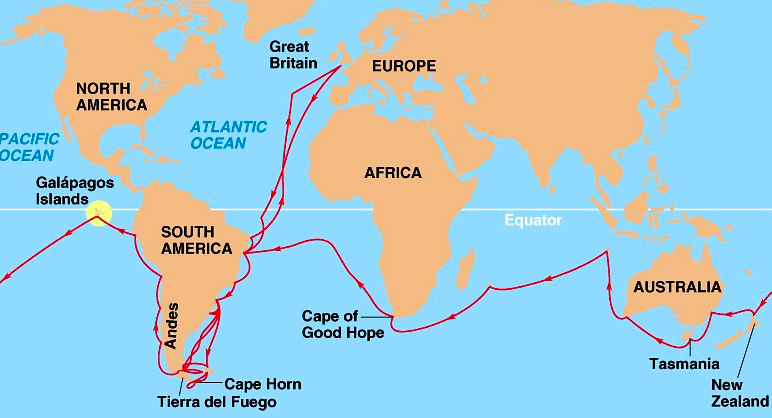 Great
Britain
EUROPE
NORTH
AMERICA
ATLANTIC
OCEAN
PACIFIC
OCEAN
AFRICA
Galápagos
Islands
Equator
SOUTH
AMERICA
AUSTRALIA
Andes
Cape of
Good Hope
Tasmania
Cape Horn
New
Zealand
Tierra del Fuego